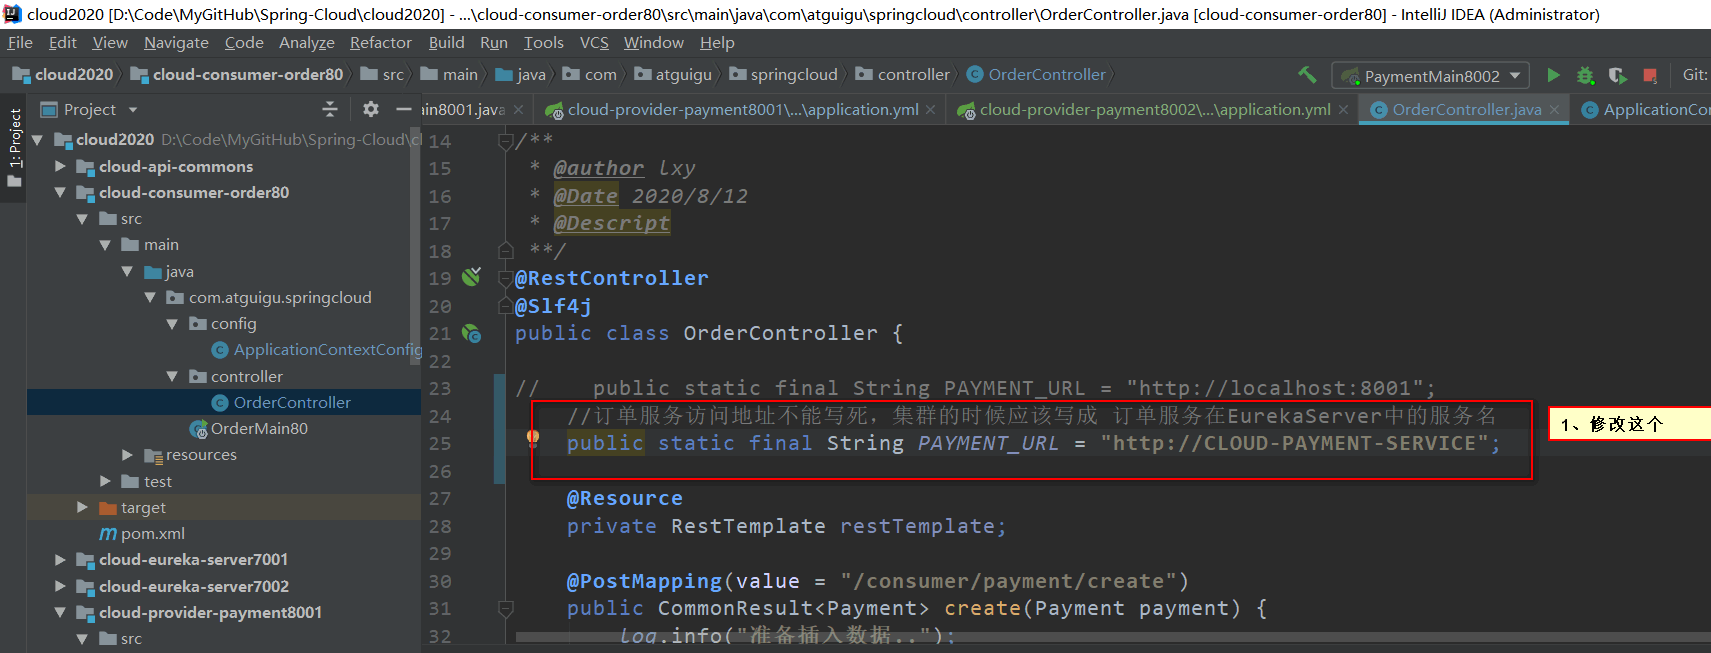 cloud2020 [D:\Code\MyGitHub\Spring-Cloud\cloud2020] - ...\cloud-consumer-order80\src\main\java\com\atguigu\springcloud\controller\OrderController.java [cloud-consumer-order80] - IntelliJ IDEA (Administrator)
File Edit View Navigate Code Analyze Refactor Build Run Tools VCS Window Help
cloud2020 cloud-consumer-order80 src main java com atguigu springcloud controller OrderController PaymentMain8002 Git:
1: Project
Project
ain8001.java cloud-provider-payment8001\...\application.yml cloud-provider-payment8002\...\application.yml OrderController.java ApplicationCon
cloud2020 D:\Code\MyGitHub\Spring-Cloud\cl
cloud-api-commons
cloud-consumer-order80
src
main
java
com.atguigu.springcloud
config
ApplicationContextConfig
controller
OrderController
OrderMain80
resources
test
target
pom.xml
cloud-eureka-server7001
cloud-eureka-server7002
cloud-provider-payment8001
src
14 /**
15 * @author lxy
16 * @Date 2020/8/12
17 * @Descript
18 **/
19 @RestController
20 @Slf4j
21 public class OrderController {
22
23 // public static final String PAYMENT_URL = "http://localhost:8001";
24 //订单服务访问地址不能写死，集群的时候应该写成 订单服务在EurekaServer中的服务名
25 public static final String PAYMENT_URL = "http://CLOUD-PAYMENT-SERVICE";
26
27 @Resource
28 private RestTemplate restTemplate;
29
30 @PostMapping(value = "/consumer/payment/create")
31 public CommonResult<Payment> create(Payment payment) {
32 log.info("准备插入数据..");
1、修改这个